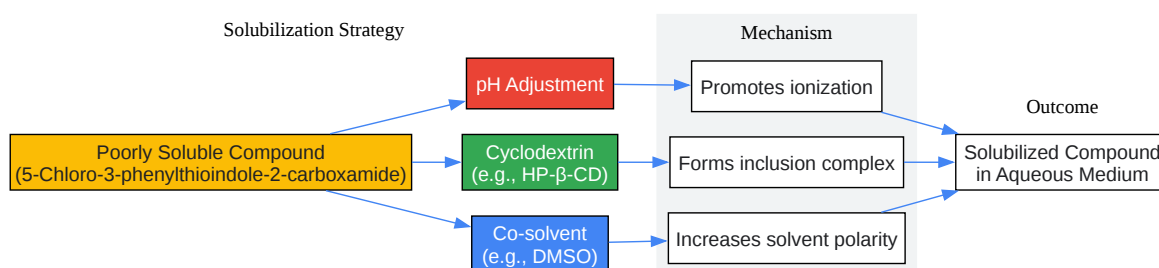 Solubilization Strategy
Mechanism
Outcome
pH Adjustment
Promotes ionization
Poorly Soluble Compound
(5-Chloro-3-phenylthioindole-2-carboxamide)
Cyclodextrin
(e.g., HP-β-CD)
Forms inclusion complex
Solubilized Compound
in Aqueous Medium
Co-solvent
(e.g., DMSO)
Increases solvent polarity